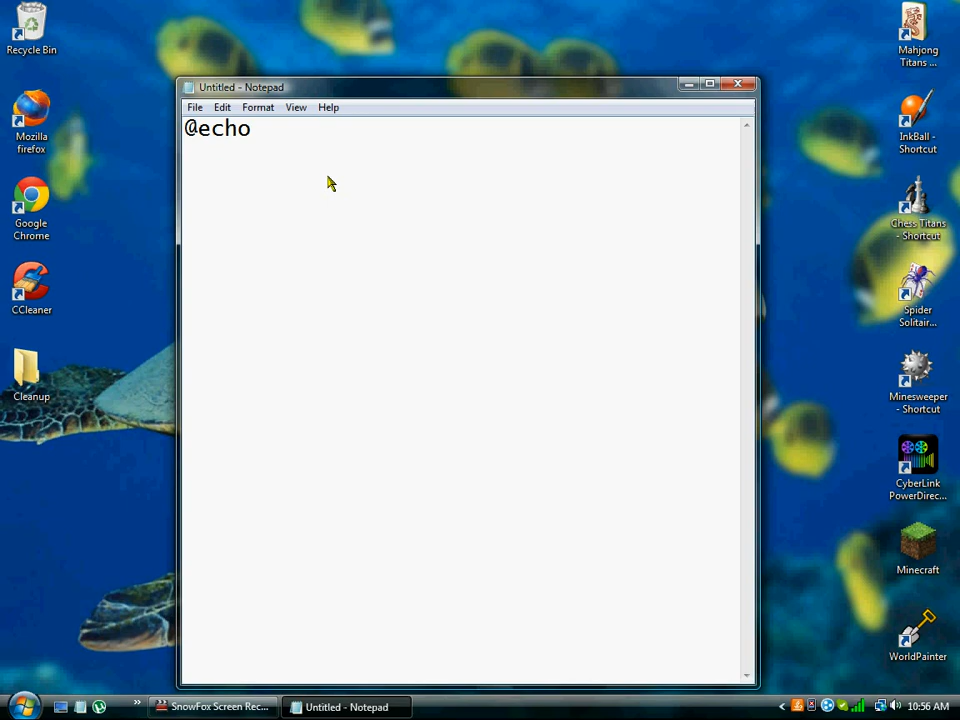 Recycle Bin
Mozilla
firefox
Google
Chrome
CCleaner
Cleanup
Untitled - Notepad
File Edit Format View Help
@echo
Mahjong
Titans ...
InkBall -
Shortcut
Chess Titans
- Shortcut
Spider
Solitair...
Minesweeper
- Shortcut
CyberLink
PowerDirec...
Minecraft
WorldPainter
SnowFox Screen Rec...
Untitled - Notepad
10:56 AM